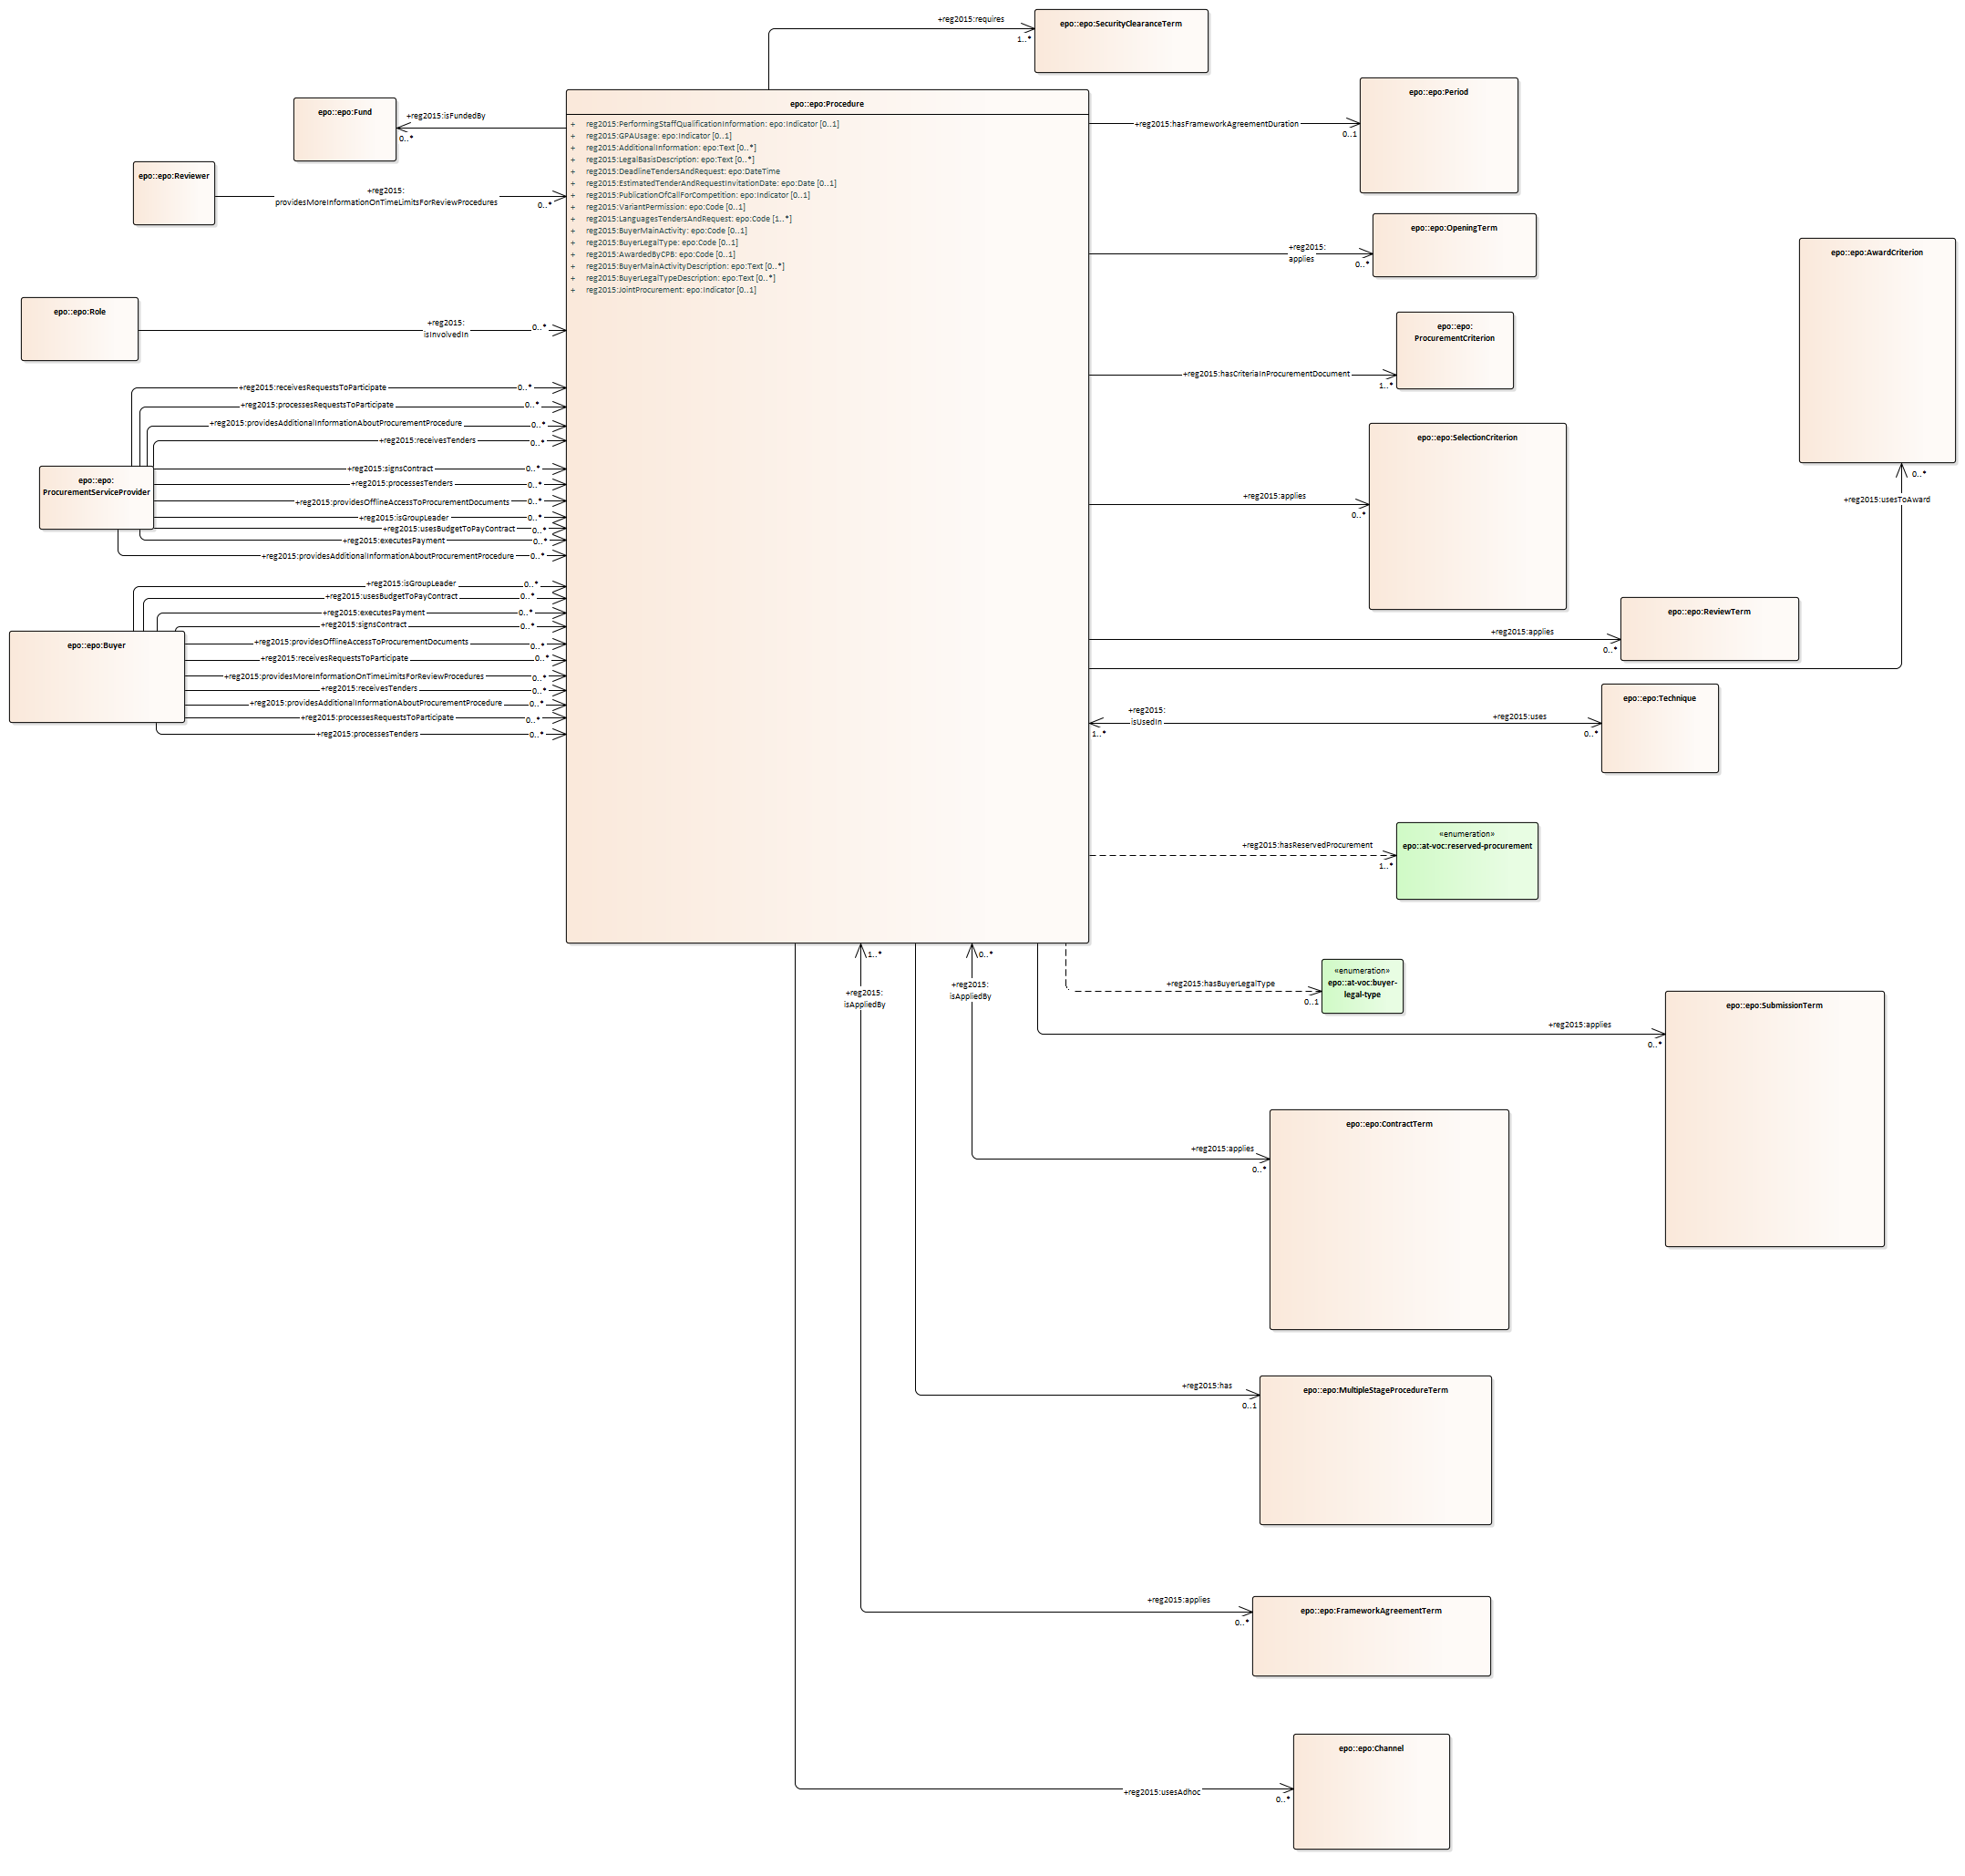 +reg2015:requires
1..*
epo::epo:SecurityClearanceTerm
epo::epo:Fund
+reg2015:isFundedBy
0..*
epo::epo:Reviewer
+reg2015:
providesMoreInformationOnTimeLimitsForReviewProcedures
0..*
epo::epo:Role
+reg2015:
isInvolvedIn
0..*
epo::epo:Procedure
+ reg2015:PerformingStaffQualificationInformation: epo:Indicator [0..1]
+ reg2015:GPAUsage: epo:Indicator [0..1]
+ reg2015:AdditionalInformation: epo:Text [0..*]
+ reg2015:LegalBasisDescription: epo:Text [0..*]
+ reg2015:DeadlineTendersAndRequest: epo:DateTime
+ reg2015:EstimatedTenderAndRequestInvitationDate: epo:Date [0..1]
+ reg2015:PublicationOfCallForCompetition: epo:Indicator [0..1]
+ reg2015:VariantPermission: epo:Code [0..1]
+ reg2015:LanguagesTendersAndRequest: epo:Code [1..*]
+ reg2015:BuyerMainActivity: epo:Code [0..1]
+ reg2015:BuyerLegalType: epo:Code [0..1]
+ reg2015:AwardedByCPB: epo:Code [0..1]
+ reg2015:BuyerMainActivityDescription: epo:Text [0..*]
+ reg2015:BuyerLegalTypeDescription: epo:Text [0..*]
+ reg2015:JointProcurement: epo:Indicator [0..1]
+reg2015:receivesRequestsToParticipate 0..*
+reg2015:processesRequestsToParticipate 0..*
+reg2015:providesAdditionalInformationAboutProcurementProcedure 0..*
+reg2015:receivesTenders 0..*
epo::epo:
ProcurementServiceProvider
+reg2015:signsContract 0..*
+reg2015:processesTenders 0..*
+reg2015:providesOfflineAccessToProcurementDocuments 0..*
+reg2015:isGroupLeader 0..*
+reg2015:usesBudgetToPayContract 0..*
+reg2015:executesPayment 0..*
+reg2015:providesAdditionalInformationAboutProcurementProcedure 0..*
+reg2015:isGroupLeader 0..*
+reg2015:usesBudgetToPayContract 0..*
+reg2015:executesPayment 0..*
+reg2015:signsContract 0..*
epo::epo:Buyer
+reg2015:providesOfflineAccessToProcurementDocuments 0..*
+reg2015:receivesRequestsToParticipate 0..*
+reg2015:providesMoreInformationOnTimeLimitsForReviewProcedures 0..*
+reg2015:receivesTenders 0..*
+reg2015:providesAdditionalInformationAboutProcurementProcedure 0..*
+reg2015:processesRequestsToParticipate 0..*
+reg2015:processesTenders 0..*
+reg2015:hasFrameworkAgreementDuration
0..1
epo::epo:Period
+reg2015:
applies
0..*
epo::epo:OpeningTerm
+reg2015:hasCriteriaInProcurementDocument
1..*
epo::epo:
ProcurementCriterion
epo::epo:AwardCriterion
0..*
+reg2015:usesToAward
+reg2015:applies
0..*
epo::epo:SelectionCriterion
+reg2015:applies
0..*
epo::epo:ReviewTerm
+reg2015:
isUsedIn
1..*
+reg2015:uses
0..*
epo::epo:Technique
+reg2015:hasReservedProcurement
1..*
«enumeration»
epo::at-voc:reserved-procurement
+reg2015:hasBuyerLegalType
0..1
«enumeration»
epo::at-voc:buyer-
legal-type
+reg2015:applies
0..*
epo::epo:SubmissionTerm
1..*
+reg2015:
isAppliedBy
0..*
+reg2015:
isAppliedBy
+reg2015:applies
0..*
epo::epo:ContractTerm
+reg2015:has
0..1
epo::epo:MultipleStageProcedureTerm
+reg2015:applies
0..*
epo::epo:FrameworkAgreementTerm
+reg2015:usesAdhoc
0..*
epo::epo:Channel